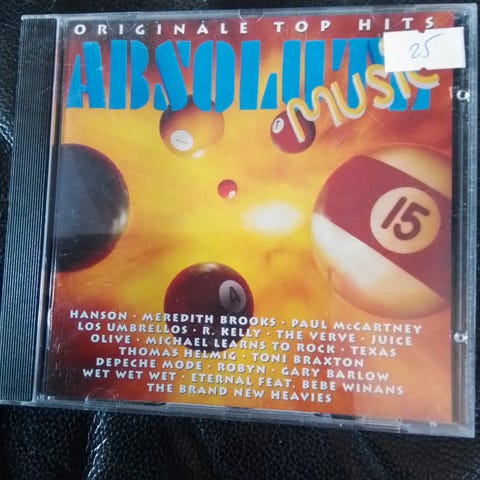 ORIGINALE TOP HITS
25
ABSOLUTE
MUSIC
1
7
15
4
HANSON · MEREDITH BROOKS · PAUL McCARTNEY
LOS UMBRELLOS · R. KELLY · THE VERVE · JUICE
OLIVE · MICHAEL LEARNS TO ROCK · TEXAS
THOMAS HELMIG · TONI BRAXTON
DEPECHE MODE · ROBYN · GARY BARLOW
WET WET WET · ETERNAL FEAT. BEBE WINANS
THE BRAND NEW HEAVIES